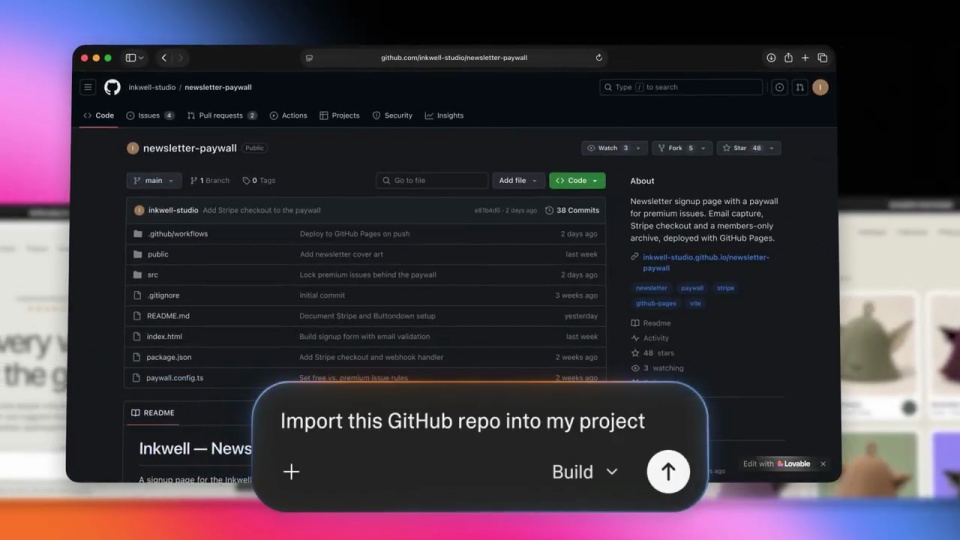 github.com/inkwell-studio/newsletter-paywall
inkwell-studio / newsletter-paywall
Type / to search
Code
Issues 4
Pull requests 2
Actions
Projects
Security
Insights
newsletter-paywall Public
Watch 3
Fork 5
Star 48
main
1 Branch
0 Tags
Go to file
Add file
Code
inkwell-studio Add Stripe checkout to the paywall
2 days ago
38 Commits
.github/workflows Deploy to GitHub Pages on push 2 days ago
public Add newsletter cover art last week
src Lock premium issues behind the paywall 2 days ago
.gitignore Initial commit 3 weeks ago
README.md Document Stripe and Buttondown setup yesterday
index.html Build signup form with email validation last week
package.json Add Stripe checkout and webhook handler 2 weeks ago
paywall.config.ts Set free vs. premium issue rules 2 weeks ago
README
Inkwell — News
A signup page for the Inkwell
About
Newsletter signup page with a paywall
for premium issues. Email capture,
Stripe checkout and a members-only
archive, deployed with GitHub Pages.
inkwell-studio.github.io/newsletter-
paywall
newsletter paywall stripe
github-pages vite
Readme
Activity
48 stars
3 watching
Edit with Lovable
Import this GitHub repo into my project
Build